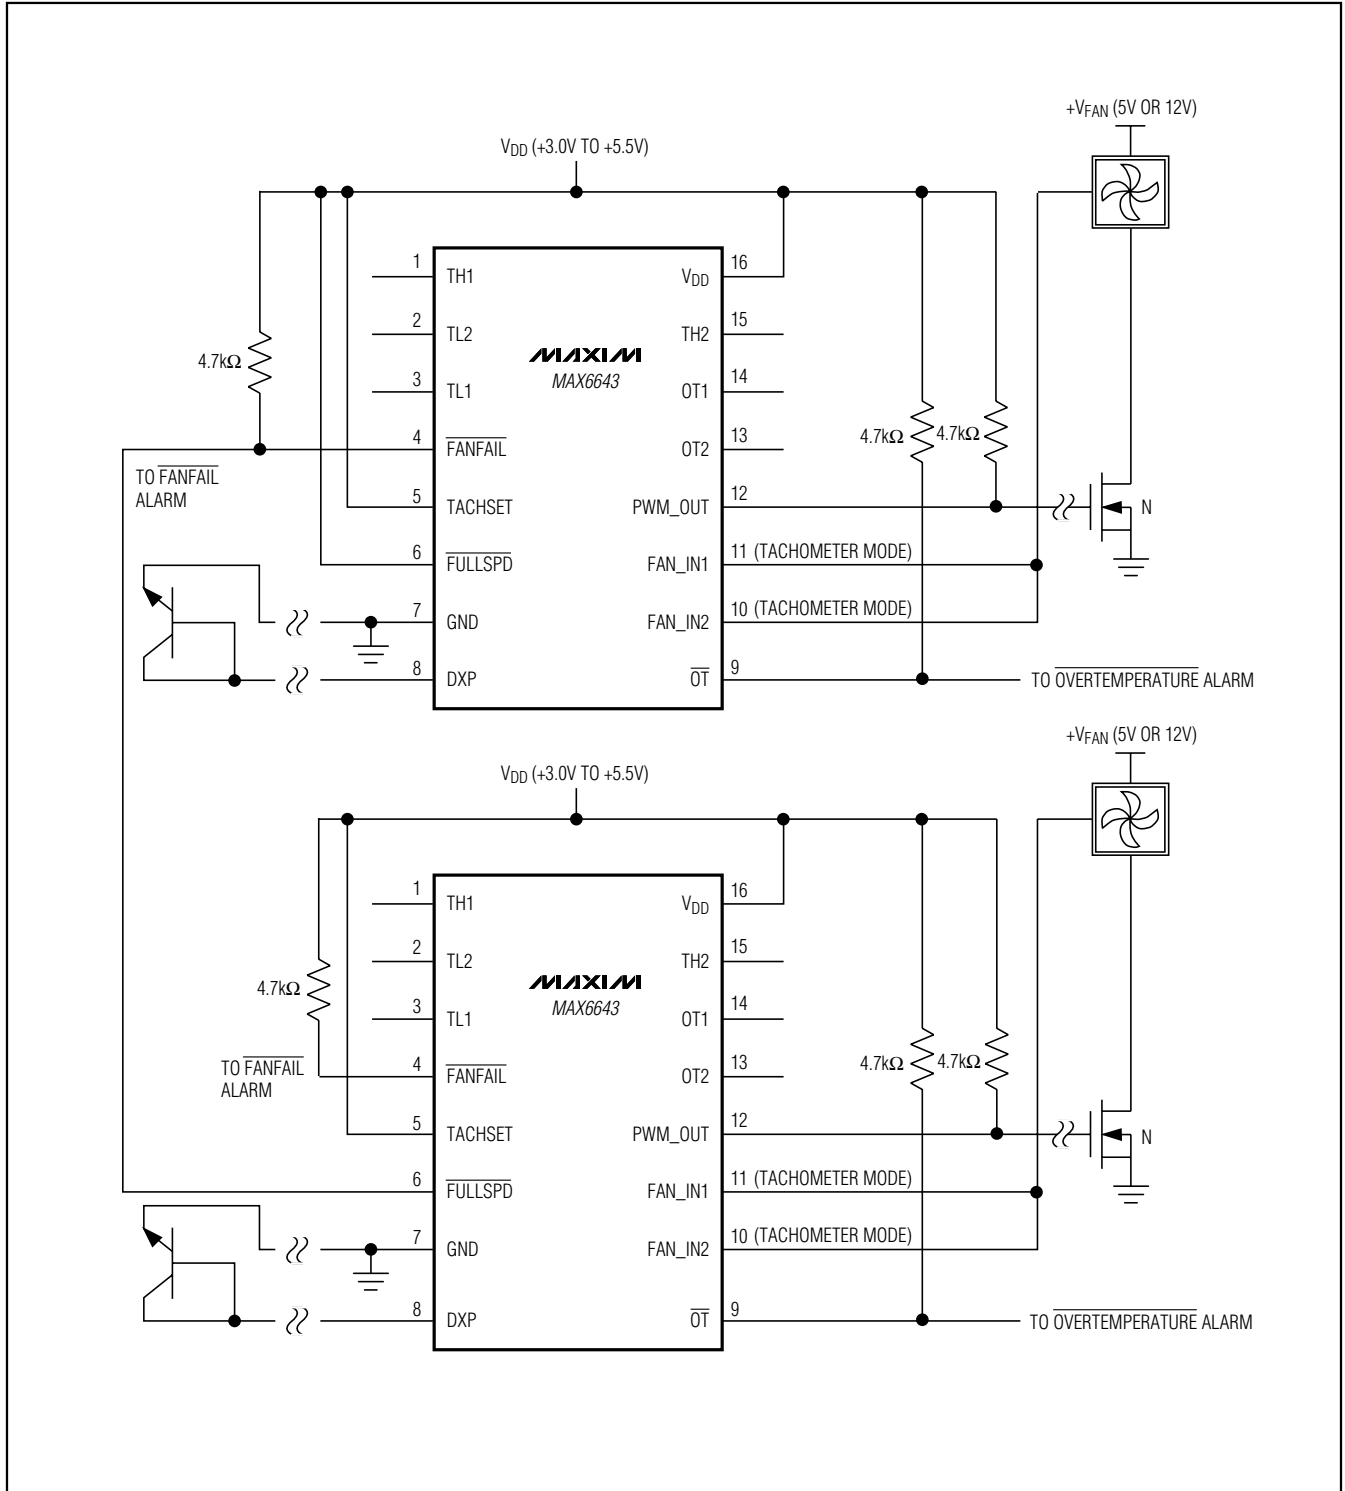 +VFAN (5V OR 12V)
VDD (+3.0V TO +5.5V)
1 TH1 VDD 16
2 TL2 TH2 15
MAXIM
MAX6643
4.7kΩ
3 TL1 OT1 14
4 FANFAIL OT2 13
4.7kΩ 4.7kΩ
TO FANFAIL
ALARM
5 TACHSET PWM_OUT 12 N
6 FULLSPD FAN_IN1 11 (TACHOMETER MODE)
7 GND FAN_IN2 10 (TACHOMETER MODE)
8 DXP OT 9 TO OVERTEMPERATURE ALARM
+VFAN (5V OR 12V)
VDD (+3.0V TO +5.5V)
1 TH1 VDD 16
2 TL2 TH2 15
MAXIM
MAX6643
4.7kΩ
3 TL1 OT1 14
TO FANFAIL
ALARM
4 FANFAIL OT2 13
4.7kΩ 4.7kΩ
5 TACHSET PWM_OUT 12 N
6 FULLSPD FAN_IN1 11 (TACHOMETER MODE)
7 GND FAN_IN2 10 (TACHOMETER MODE)
8 DXP OT 9 TO OVERTEMPERATURE ALARM